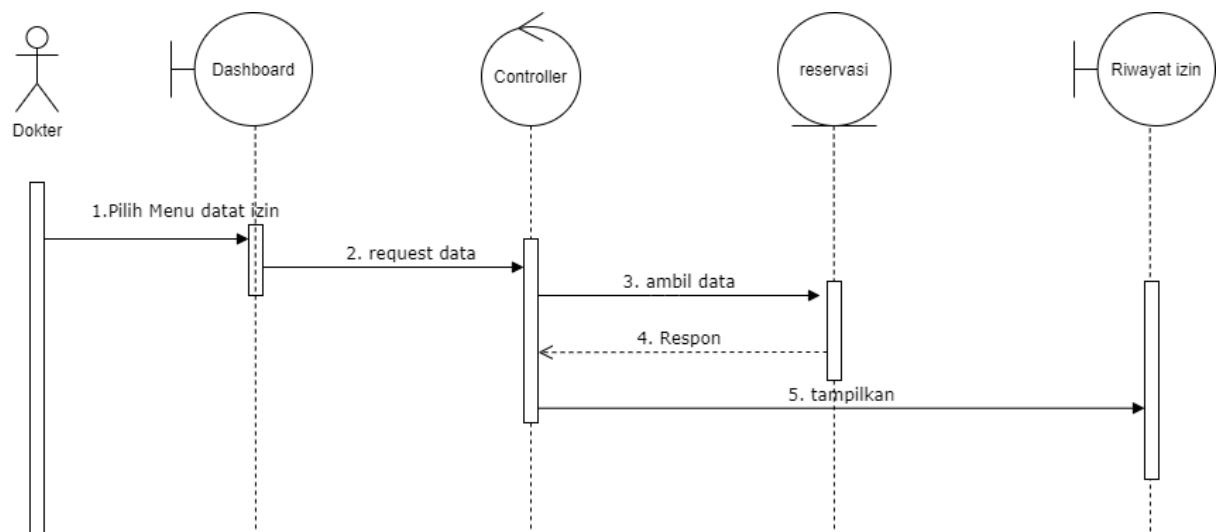 Dokter
Dashboard
Controller
reservasi
Riwayat izin
1.Pilih Menu datat izin
2. request data
3. ambil data
4. Respon
5. tampilkan